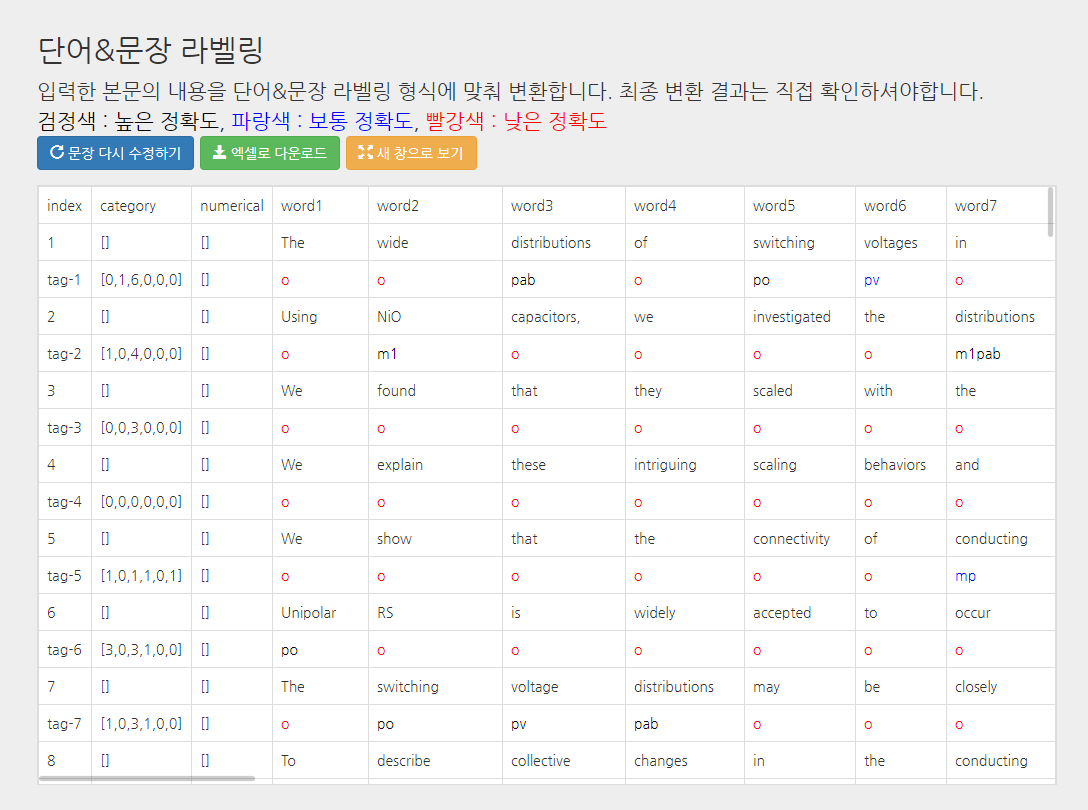 단어&문장 라벨링
입력한 본문의 내용을 단어&문장 라벨링 형식에 맞춰 변환합니다. 최종 변환 결과는 직접 확인하셔야합니다.
검정색 : 높은 정확도, 파랑색 : 보통 정확도, 빨강색 : 낮은 정확도
문장 다시 수정하기 엑셀로 다운로드 새 창으로 보기
index category numerical word1 word2 word3 word4 word5 word6 word7
1 [] [] The wide distributions of switching voltages in
tag-1 [0,1,6,0,0,0] [] o o pab o po pv o
2 [] [] Using NiO capacitors, we investigated the distributions
tag-2 [1,0,4,0,0,0] [] o m1 o o o o m1pab
3 [] [] We found that they scaled with the
tag-3 [0,0,3,0,0,0] [] o o o o o o o
4 [] [] We explain these intriguing scaling behaviors and
tag-4 [0,0,0,0,0,0] [] o o o o o o o
5 [] [] We show that the connectivity of conducting
tag-5 [1,0,1,1,0,1] [] o o o o o o mp
6 [] [] Unipolar RS is widely accepted to occur
tag-6 [3,0,3,1,0,0] [] po o o o o o o
7 [] [] The switching voltage distributions may be closely
tag-7 [1,0,3,1,0,0] [] o po pv pab o o o
8 [] [] To describe collective changes in the conducting